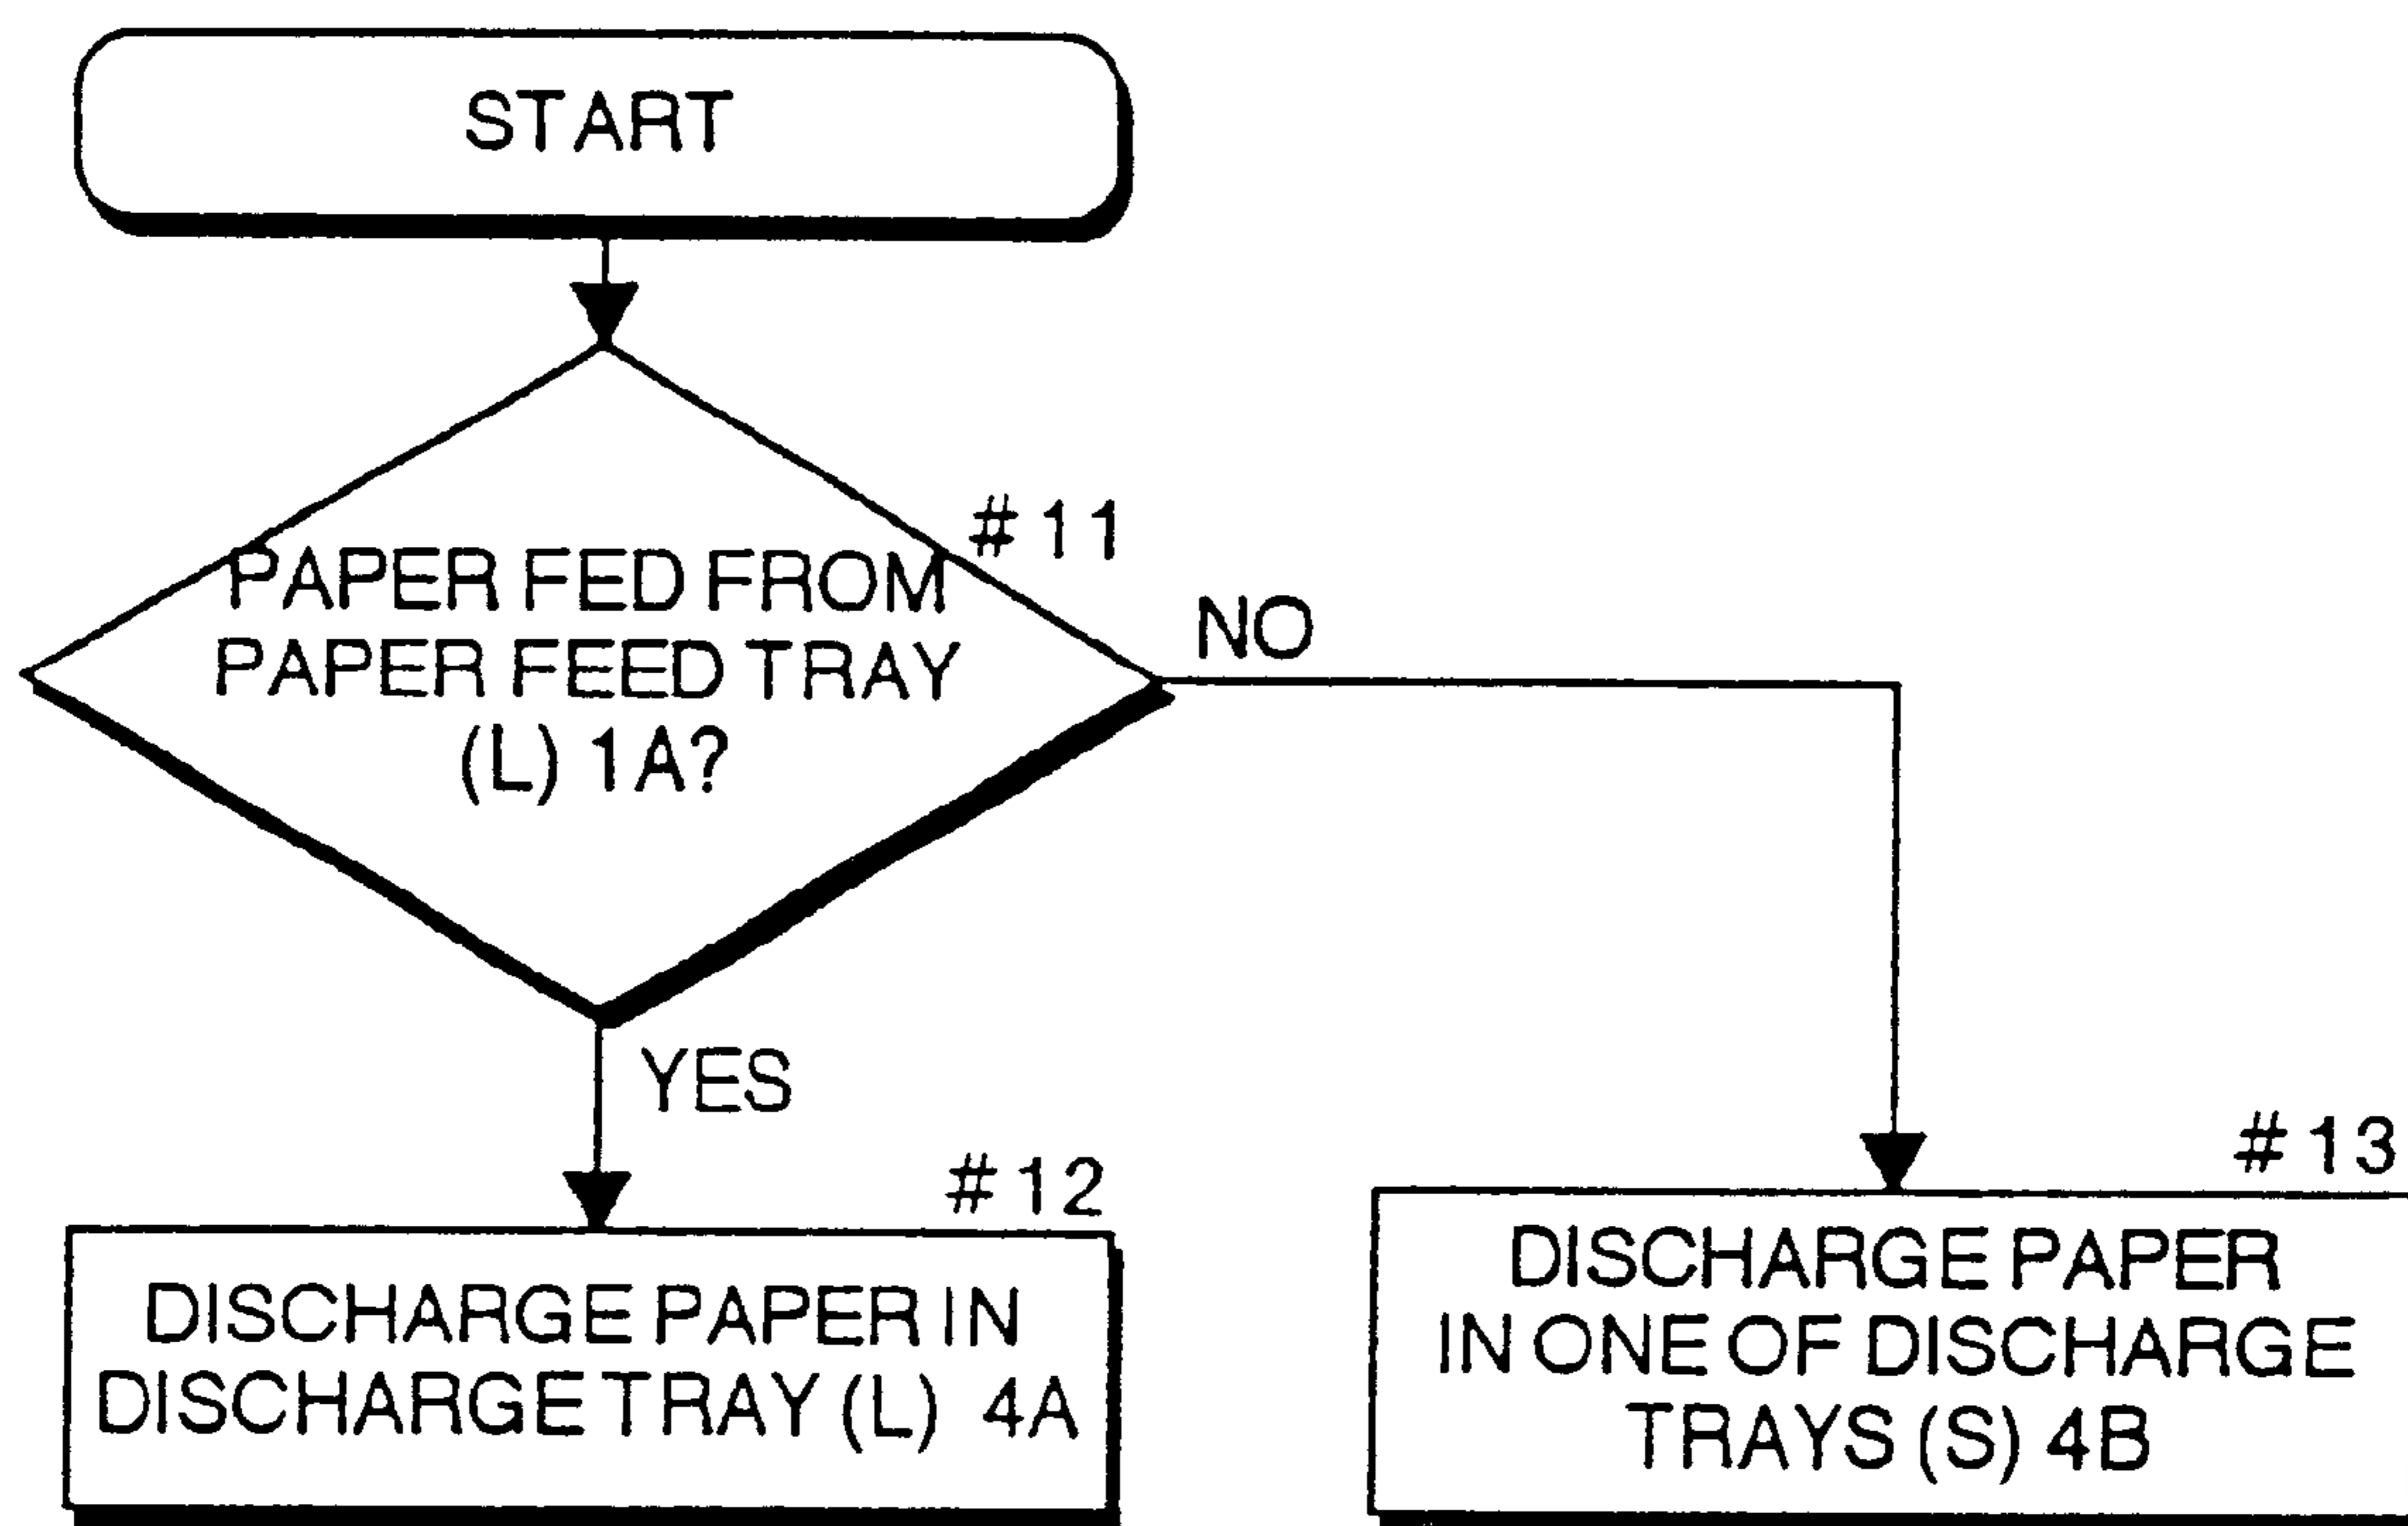 START
#11
PAPER FED FROM
PAPER FEED TRAY
(L) 1A?
NO
YES
#12
DISCHARGE PAPER IN
DISCHARGE TRAY (L) 4A
#13
DISCHARGE PAPER
IN ONE OF DISCHARGE
TRAYS (S) 4B